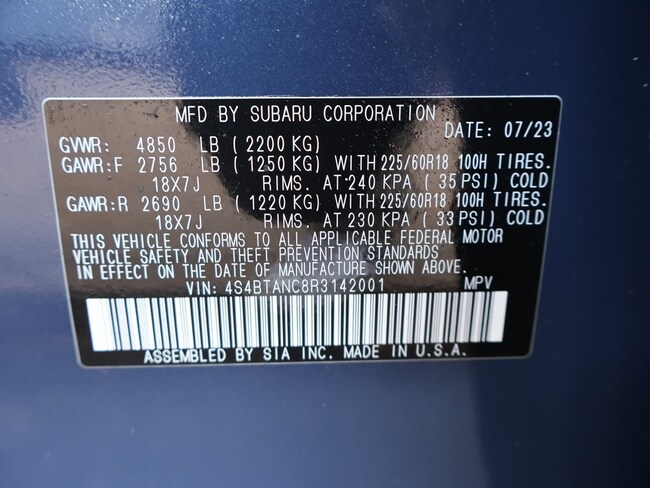 MFD BY SUBARU CORPORATION
DATE: 07/23
GVWR: 4850 LB ( 2200 KG)
GAWR:F 2756 LB ( 1250 KG) WITH 225/60R18 100H TIRES.
18X7J RIMS. AT 240 KPA ( 35 PSI) COLD
GAWR:R 2690 LB ( 1220 KG) WITH 225/60R18 100H TIRES.
18X7J RIMS. AT 230 KPA ( 33 PSI) COLD
THIS VEHICLE CONFORMS TO ALL APPLICABLE FEDERAL MOTOR
VEHICLE SAFETY AND THEFT PREVENTION STANDARDS
IN EFFECT ON THE DATE OF MANUFACTURE SHOWN ABOVE.
VIN: 4S4BTANC8R3142001 MPV
ASSEMBLED BY SIA INC. MADE IN U.S.A.